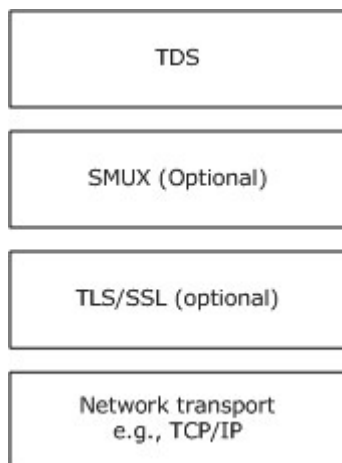 TDS
SMUX (Optional)
TLS/SSL (optional)
Network transport
e.g., TCP/IP